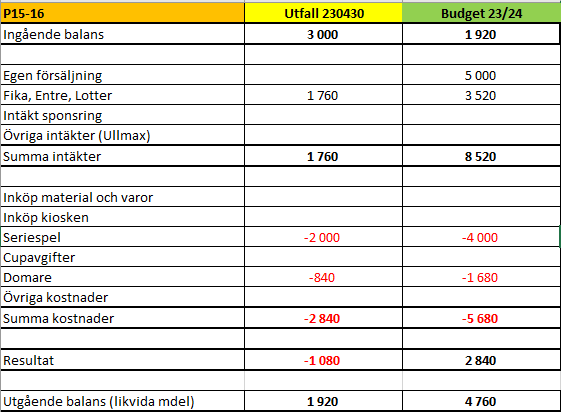 P15-16 Utfall 230430 Budget 23/24
Ingående balans 3 000 1 920
Egen försäljning 5 000
Fika, Entre, Lotter 1 760 3 520
Intäkt sponsring
Övriga intäkter (Ullmax)
Summa intäkter 1 760 8 520
Inköp material och varor
Inköp kiosken
Seriespel -2 000 -4 000
Cupavgifter
Domare -840 -1 680
Övriga kostnader
Summa kostnader -2 840 -5 680
Resultat -1 080 2 840
Utgående balans (likvida mdel) 1 920 4 760